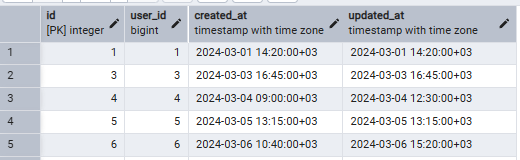 id
[PK] integer
user_id
bigint
created_at
timestamp with time zone
updated_at
timestamp with time zone
1 1 1 2024-03-01 14:20:00+03 2024-03-01 14:20:00+03
2 3 3 2024-03-03 16:45:00+03 2024-03-03 16:45:00+03
3 4 4 2024-03-04 09:00:00+03 2024-03-04 12:30:00+03
4 5 5 2024-03-05 13:15:00+03 2024-03-05 13:15:00+03
5 6 6 2024-03-06 10:40:00+03 2024-03-06 15:20:00+03